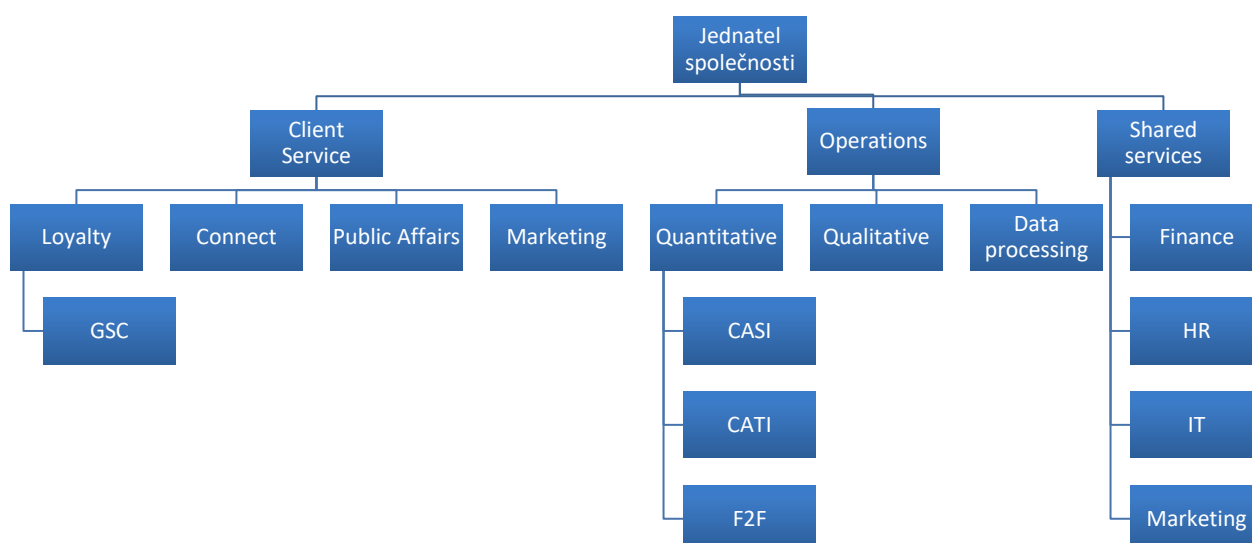 Jednatel
společnosti
Client
Service
Operations
Shared
services
Loyalty
Connect
Public Affairs
Marketing
Quantitative
Qualitative
Data
processing
Finance
GSC
CASI
HR
CATI
IT
F2F
Marketing